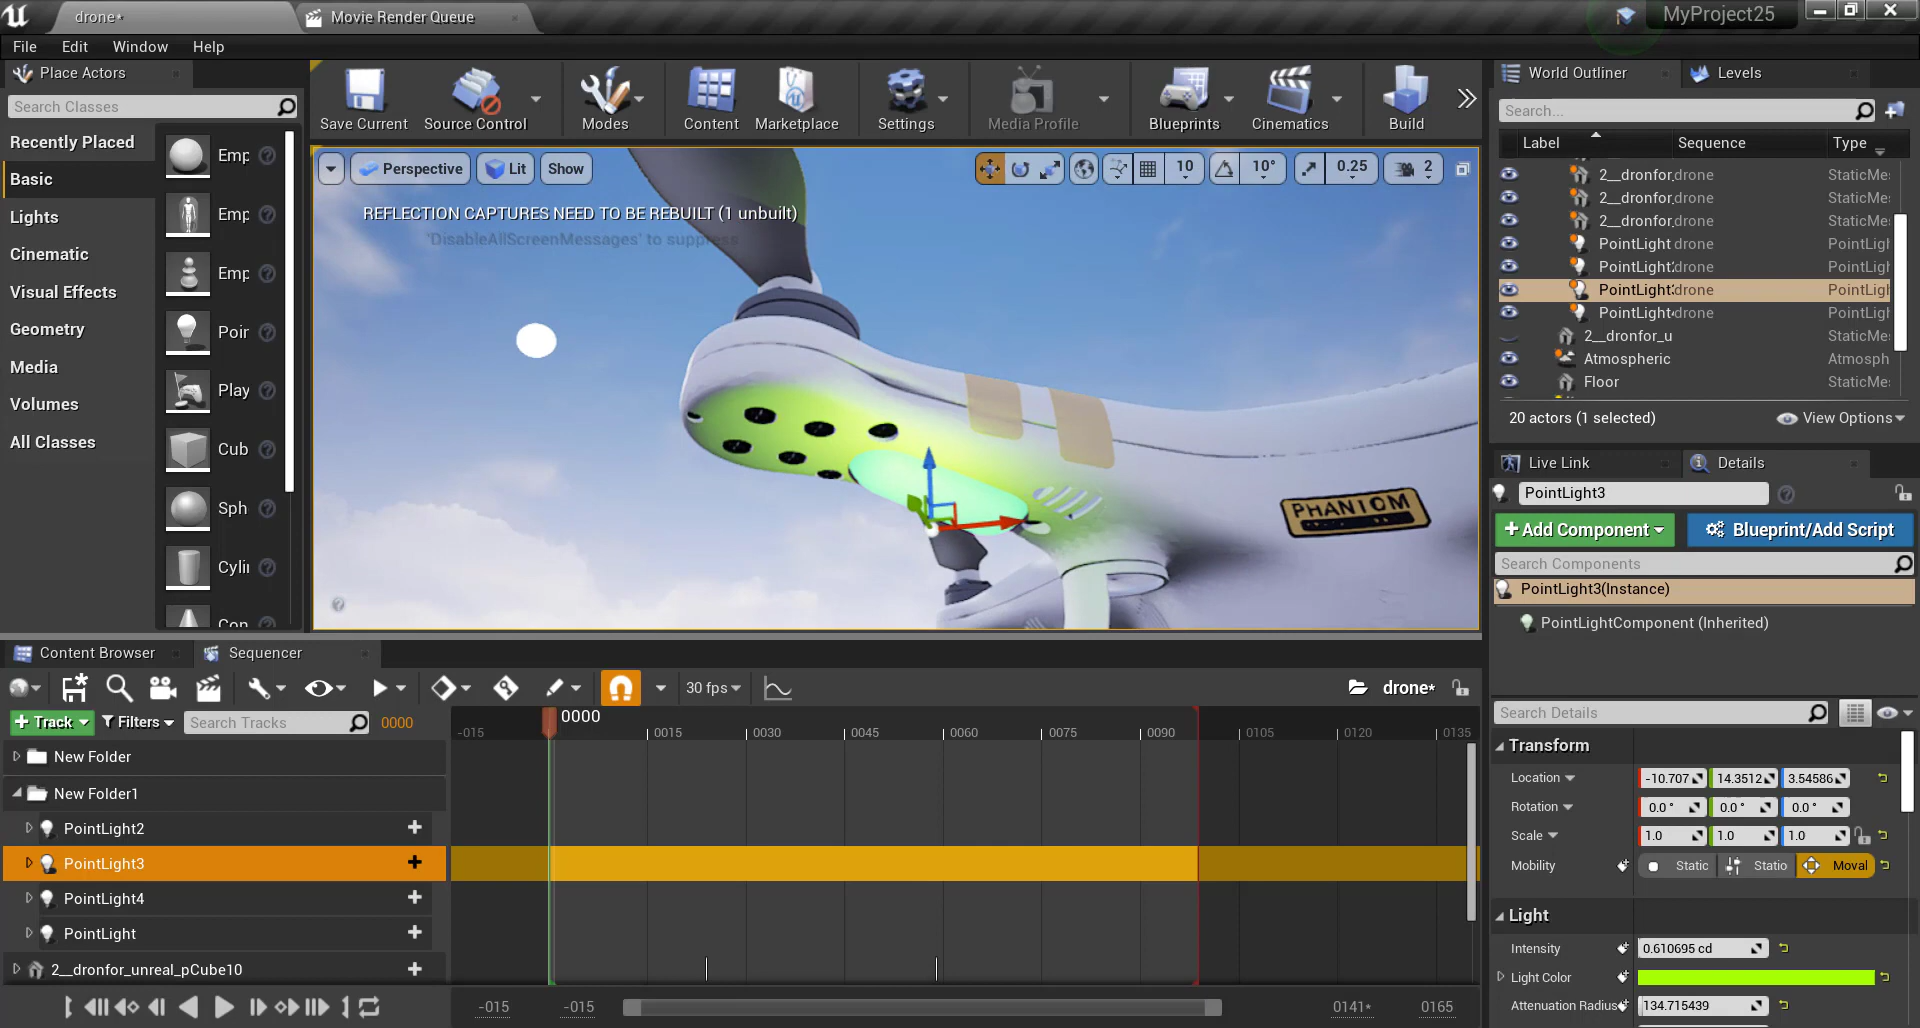 drone*
Movie Render Queue
MyProject25
File
Edit
Window
Help
Place Actors
Search Classes
Recently Placed
Basic
Lights
Cinematic
Visual Effects
Geometry
Media
Volumes
All Classes
Emp
Emp
Emp
Poir
Play
Cub
Sph
Cylii
Con
Save Current
Source Control
Modes
Content
Marketplace
Settings
Media Profile
Blueprints
Cinematics
Build
Perspective
Lit
Show
10
10°
0.25
2
REFLECTION CAPTURES NEED TO BE REBUILT (1 unbuilt)
'DisableAllScreenMessages' to suppress
PHANTOM
World Outliner
Levels
Search...
Label
Sequence
Type
2__dronfor_ drone StaticMe
2__dronfor_ drone StaticMe
2__dronfor_ drone StaticMe
PointLight drone PointLigh
PointLight drone PointLigh
PointLight drone PointLigh
PointLight drone PointLigh
2__dronfor_u StaticMe
Atmospheric Atmosph
Floor StaticMe
20 actors (1 selected)
View Options
Live Link
Details
PointLight3
+Add Component
Blueprint/Add Script
Search Components
PointLight3(Instance)
PointLightComponent (Inherited)
Search Details
Transform
Location
-10.707
14.3512
3.54586
Rotation
0.0 °
0.0 °
0.0 °
Scale
1.0
1.0
1.0
Mobility
Static
Statio
Moval
Light
Intensity
0.610695 cd
Light Color
Attenuation Radius
134.715439
Content Browser
Sequencer
30 fps
drone*
+ Track
Filters
Search Tracks
0000
-015
0000
0015
0030
0045
0060
0075
0090
0105
0120
0135
New Folder
New Folder1
PointLight2
PointLight3
PointLight4
PointLight
2__dronfor_unreal_pCube10
-015
-015
0141*
0165